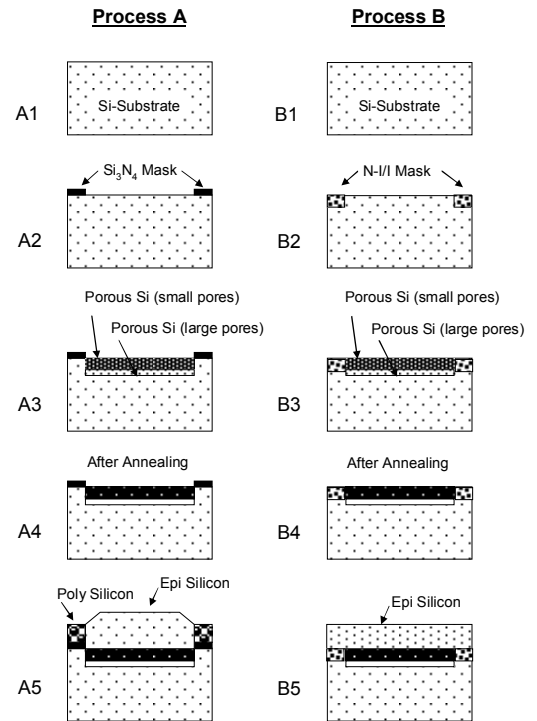 Process A
Process B
A1
Si-Substrate
B1
Si-Substrate
Si₃N₄ Mask
N-I/I Mask
A2
B2
Porous Si (small pores)
Porous Si (large pores)
Porous Si (small pores)
Porous Si (large pores)
A3
B3
After Annealing
After Annealing
A4
B4
Poly Silicon
Epi Silicon
Epi Silicon
A5
B5